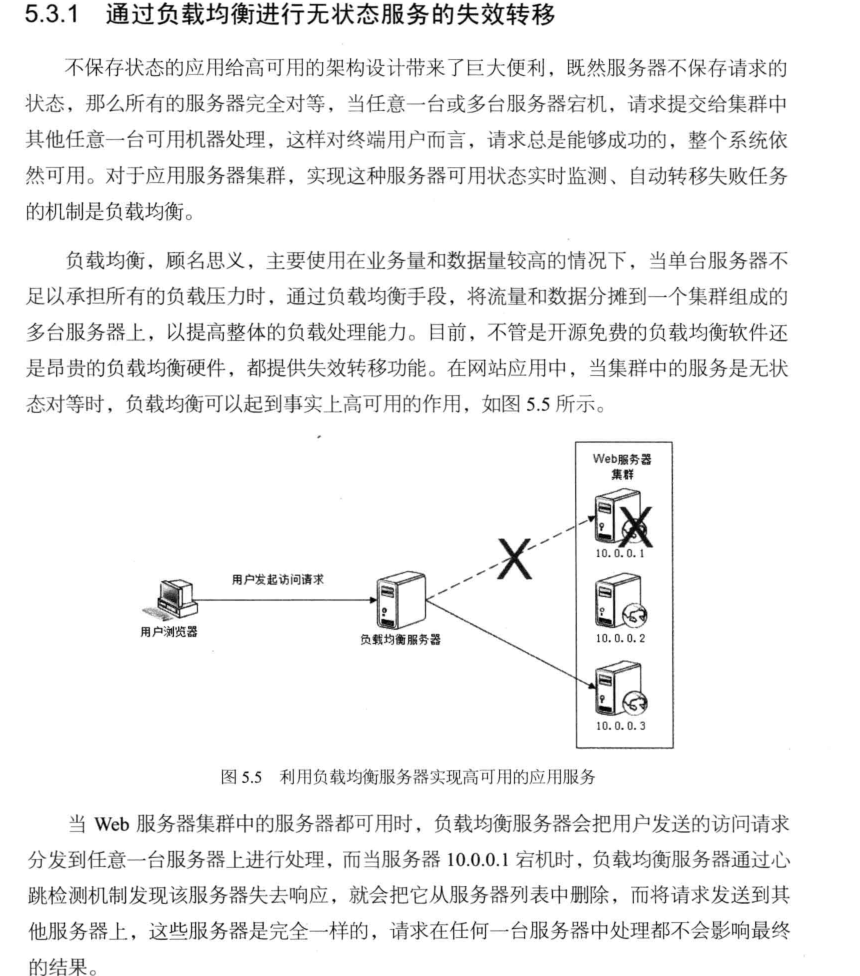 5.3.1 通过负载均衡进行无状态服务的失效转移
不保存状态的应用给高可用的架构设计带来了巨大便利，既然服务器不保存请求的
状态，那么所有的服务器完全对等，当任意一台或多台服务器宕机，请求提交给集群中
其他任意一台可用机器处理，这样对终端用户而言，请求总是能够成功的，整个系统依
然可用。对于应用服务器集群，实现这种服务器可用状态实时监测、自动转移失败任务
的机制是负载均衡。
负载均衡，顾名思义，主要使用在业务量和数据量较高的情况下，当单台服务器不
足以承担所有的负载压力时，通过负载均衡手段，将流量和数据分摊到一个集群组成的
多台服务器上，以提高整体的负载处理能力。目前，不管是开源免费的负载均衡软件还
是昂贵的负载均衡硬件，都提供失效转移功能。在网站应用中，当集群中的服务是无状
态对等时，负载均衡可以起到事实上高可用的作用，如图 5.5 所示。
Web服务器
集群
10.0.0.1
用户发起访问请求
用户浏览器
负载均衡服务器
10.0.0.2
10.0.0.3
图 5.5 利用负载均衡服务器实现高可用的应用服务
当 Web 服务器集群中的服务器都可用时，负载均衡服务器会把用户发送的访问请求
分发到任意一台服务器上进行处理，而当服务器 10.0.0.1 宕机时，负载均衡服务器通过心
跳检测机制发现该服务器失去响应，就会把它从服务器列表中删除，而将请求发送到其
他服务器上，这些服务器是完全一样的，请求在任何一台服务器中处理都不会影响最终
的结果。